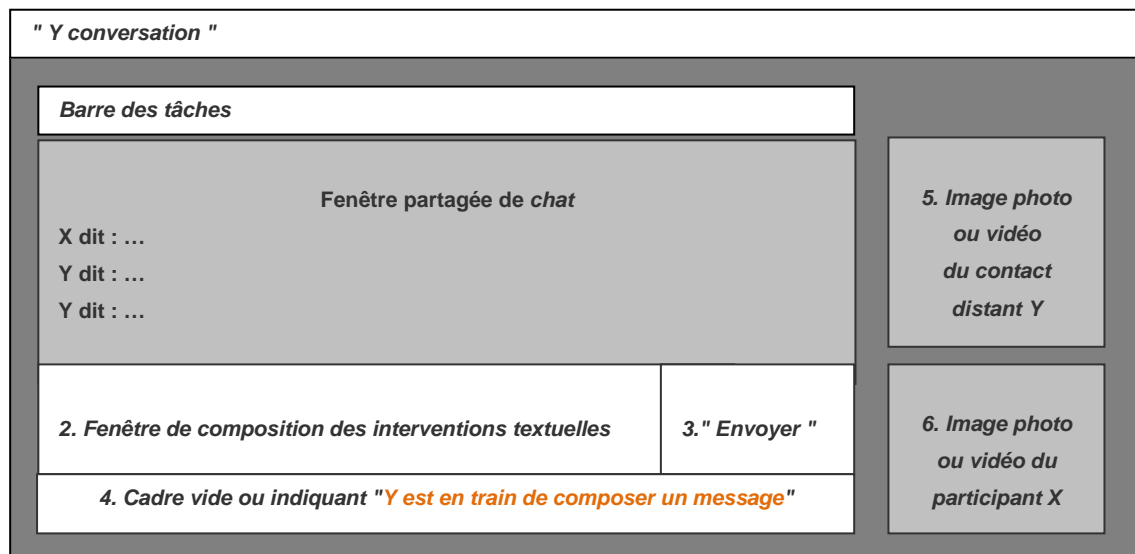 " Y conversation "
Barre des tâches
Fenêtre partagée de chat
X dit : …
Y dit : …
Y dit : …
2. Fenêtre de composition des interventions textuelles
3." Envoyer "
4. Cadre vide ou indiquant "Y est en train de composer un message"
5. Image photo
ou vidéo
du contact
distant Y
6. Image photo
ou vidéo du
participant X